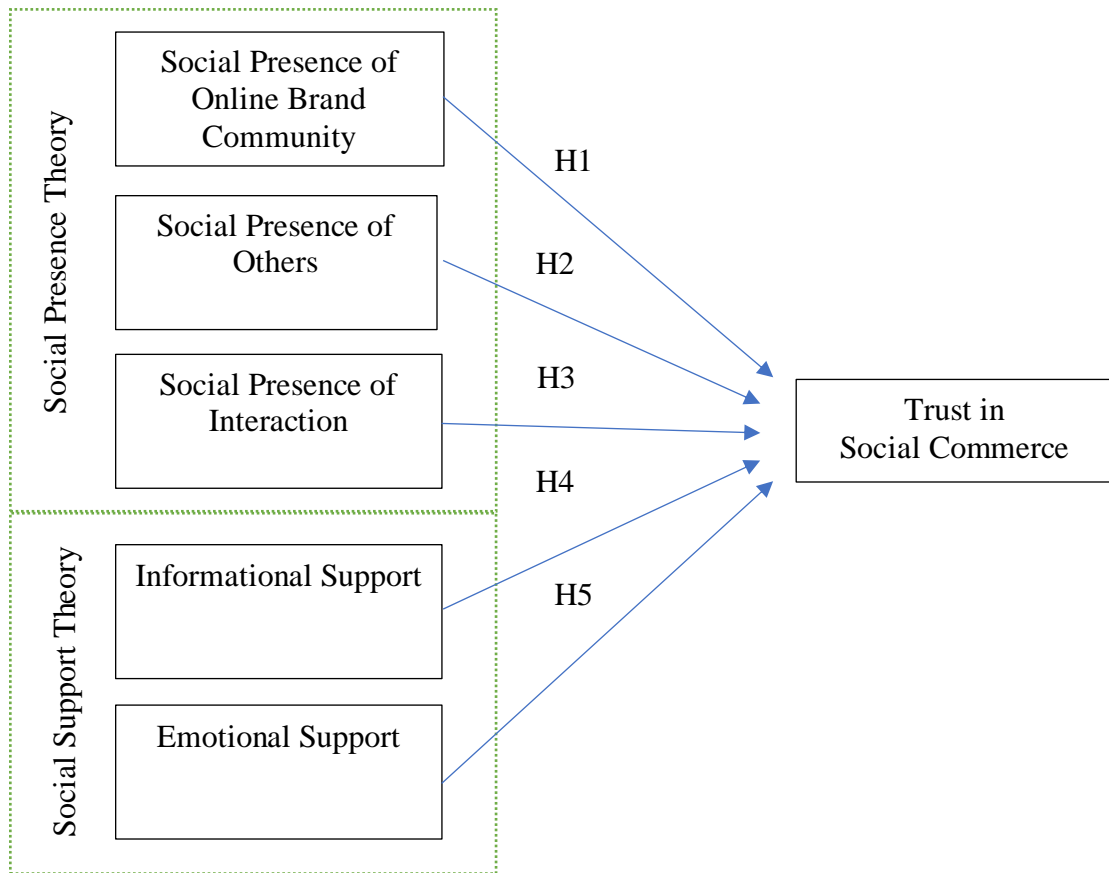 Social Presence Theory
Social Presence of
Online Brand
Community
Social Presence of
Others
Social Presence of
Interaction
Social Support Theory
Informational Support
Emotional Support
H1
H2
H3
H4
H5
Trust in
Social Commerce